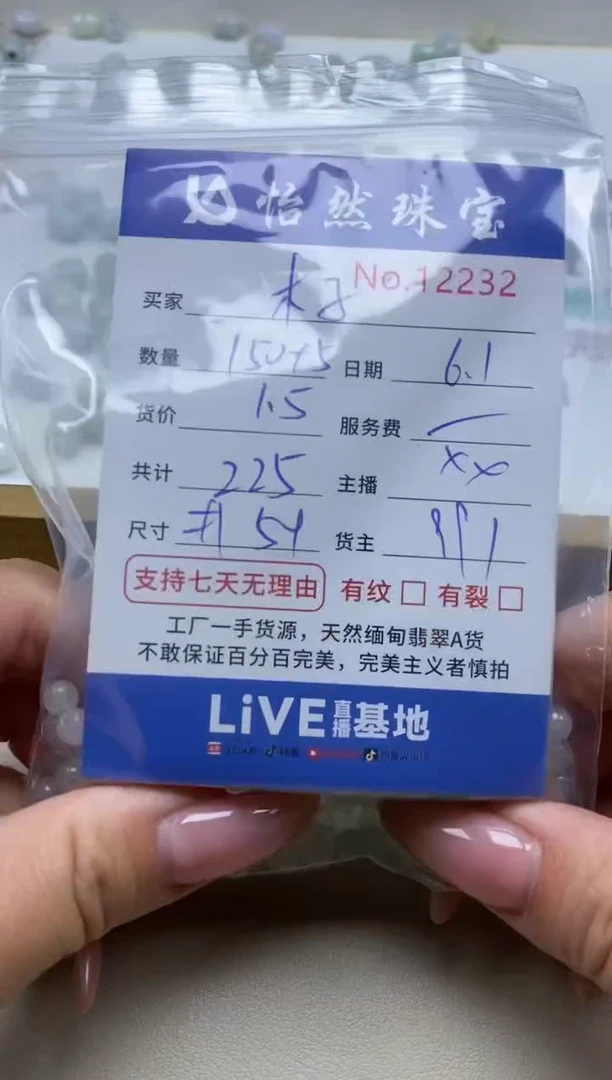 怡然珠宝
No.12232
买家 木子
数量 150+5 日期 6.1
货价 1.5 服务费
共计 225 主播 xx
尺寸 货主
支持七天无理由 有纹 □ 有裂 □
工厂一手货源，天然缅甸翡翠A货
不敢保证百分百完美，完美主义者慎拍
LiVE直播基地